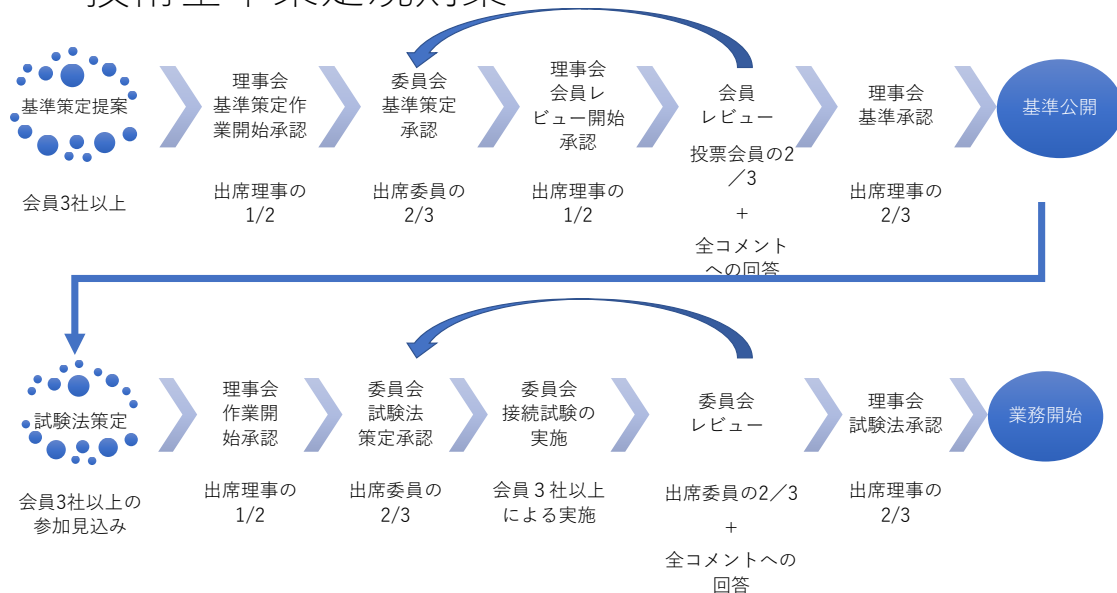 技術基準策定規則案
基準策定提案
会員3社以上
理事会
基準策定作
業開始承認
出席理事の
1/2
委員会
基準策定
承認
出席委員の
2/3
理事会
会員レ
ビュー開始
承認
出席理事の
1/2
会員
レビュー
投票会員の2
/3
+
全コメント
への回答
理事会
基準承認
出席理事の
2/3
基準公開
試験法策定
会員3社以上の
参加見込み
理事会
作業開
始承認
出席理事の
1/2
委員会
試験法
策定承認
出席委員の
2/3
委員会
接続試験の
実施
会員３社以上
による実施
委員会
レビュー
出席委員の2/3
+
全コメントへの
回答
理事会
試験法承認
出席理事の
2/3
業務開始